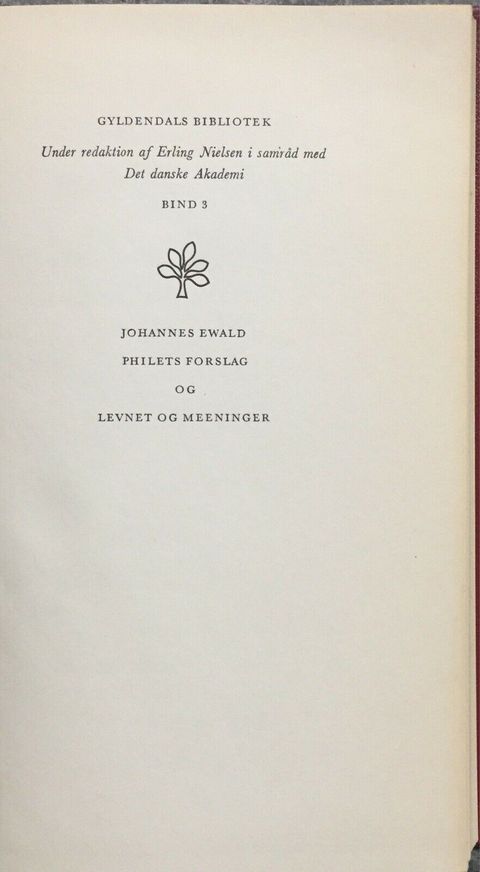 GYLDENDALS BIBLIOTEK
Under redaktion af Erling Nielsen i samråd med
Det danske Akademi
BIND 3
JOHANNES EWALD
PHILETS FORSLAG
OG
LEVNET OG MEENINGER